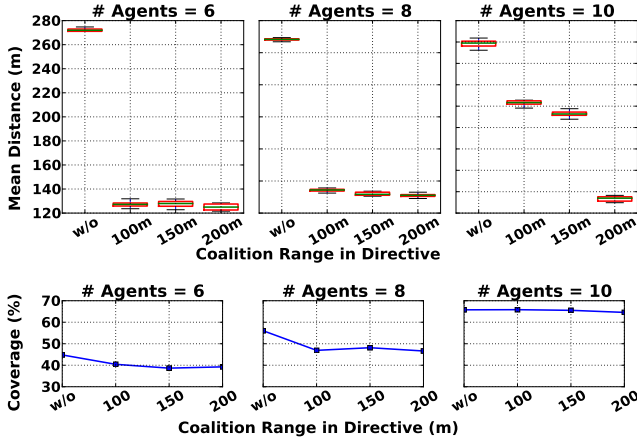 # Agents = 6
# Agents = 8
# Agents = 10
Mean Distance (m)
280
260
240
220
200
180
160
140
120
w/o 100m 150m 200m
w/o 100m 150m 200m
w/o 100m 150m 200m
Coalition Range in Directive
# Agents = 6
# Agents = 8
# Agents = 10
Coverage (%)
70
60
50
40
30
w/o 100 150 200
w/o 100 150 200
w/o 100 150 200
Coalition Range in Directive (m)